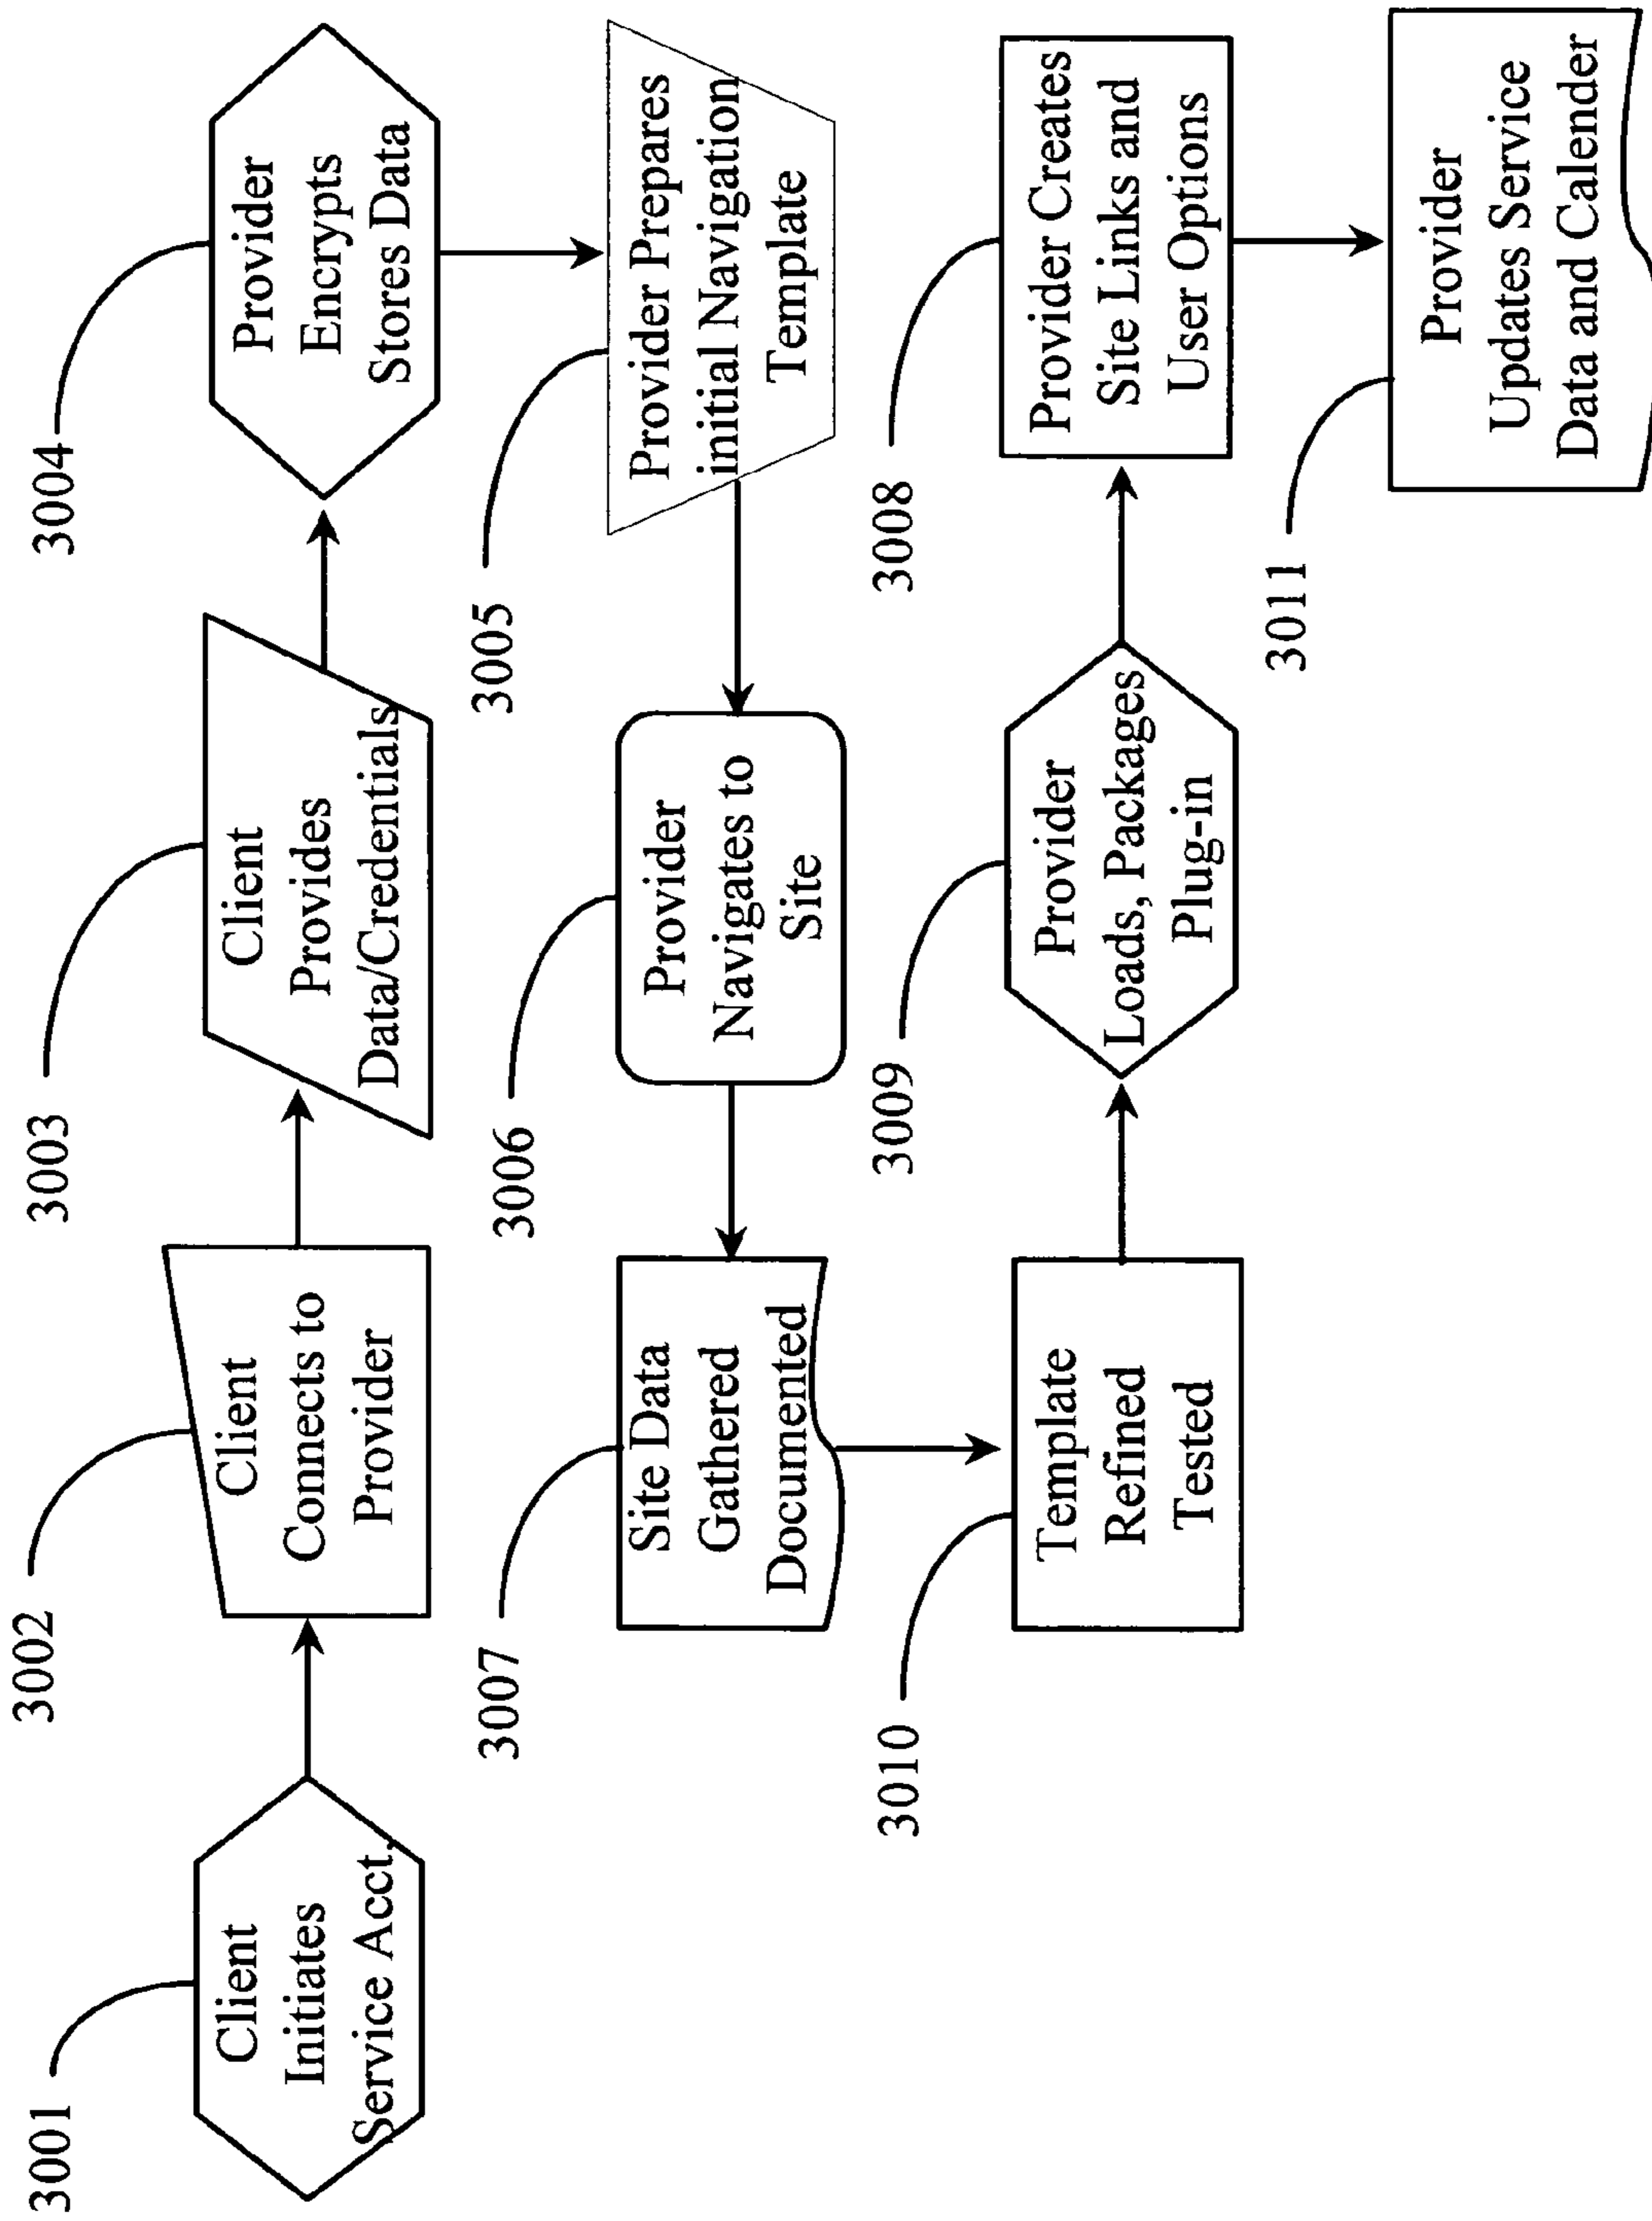 3001
Client
Initiates
Service Acct.
3002
Client
Connects to
Provider
3003
Client
Provides
Data/Credentials
3004
Provider
Encrypts
Stores Data
3005
Provider Prepares
initial Navigation
Template
3006
Provider
Navigates to
Site
3007
Site Data
Gathered
Documented
3010
Template
Refined
Tested
3009
Provider
Loads, Packages
Plug-in
3008
Provider Creates
Site Links and
User Options
3011
Provider
Updates Service
Data and Calender